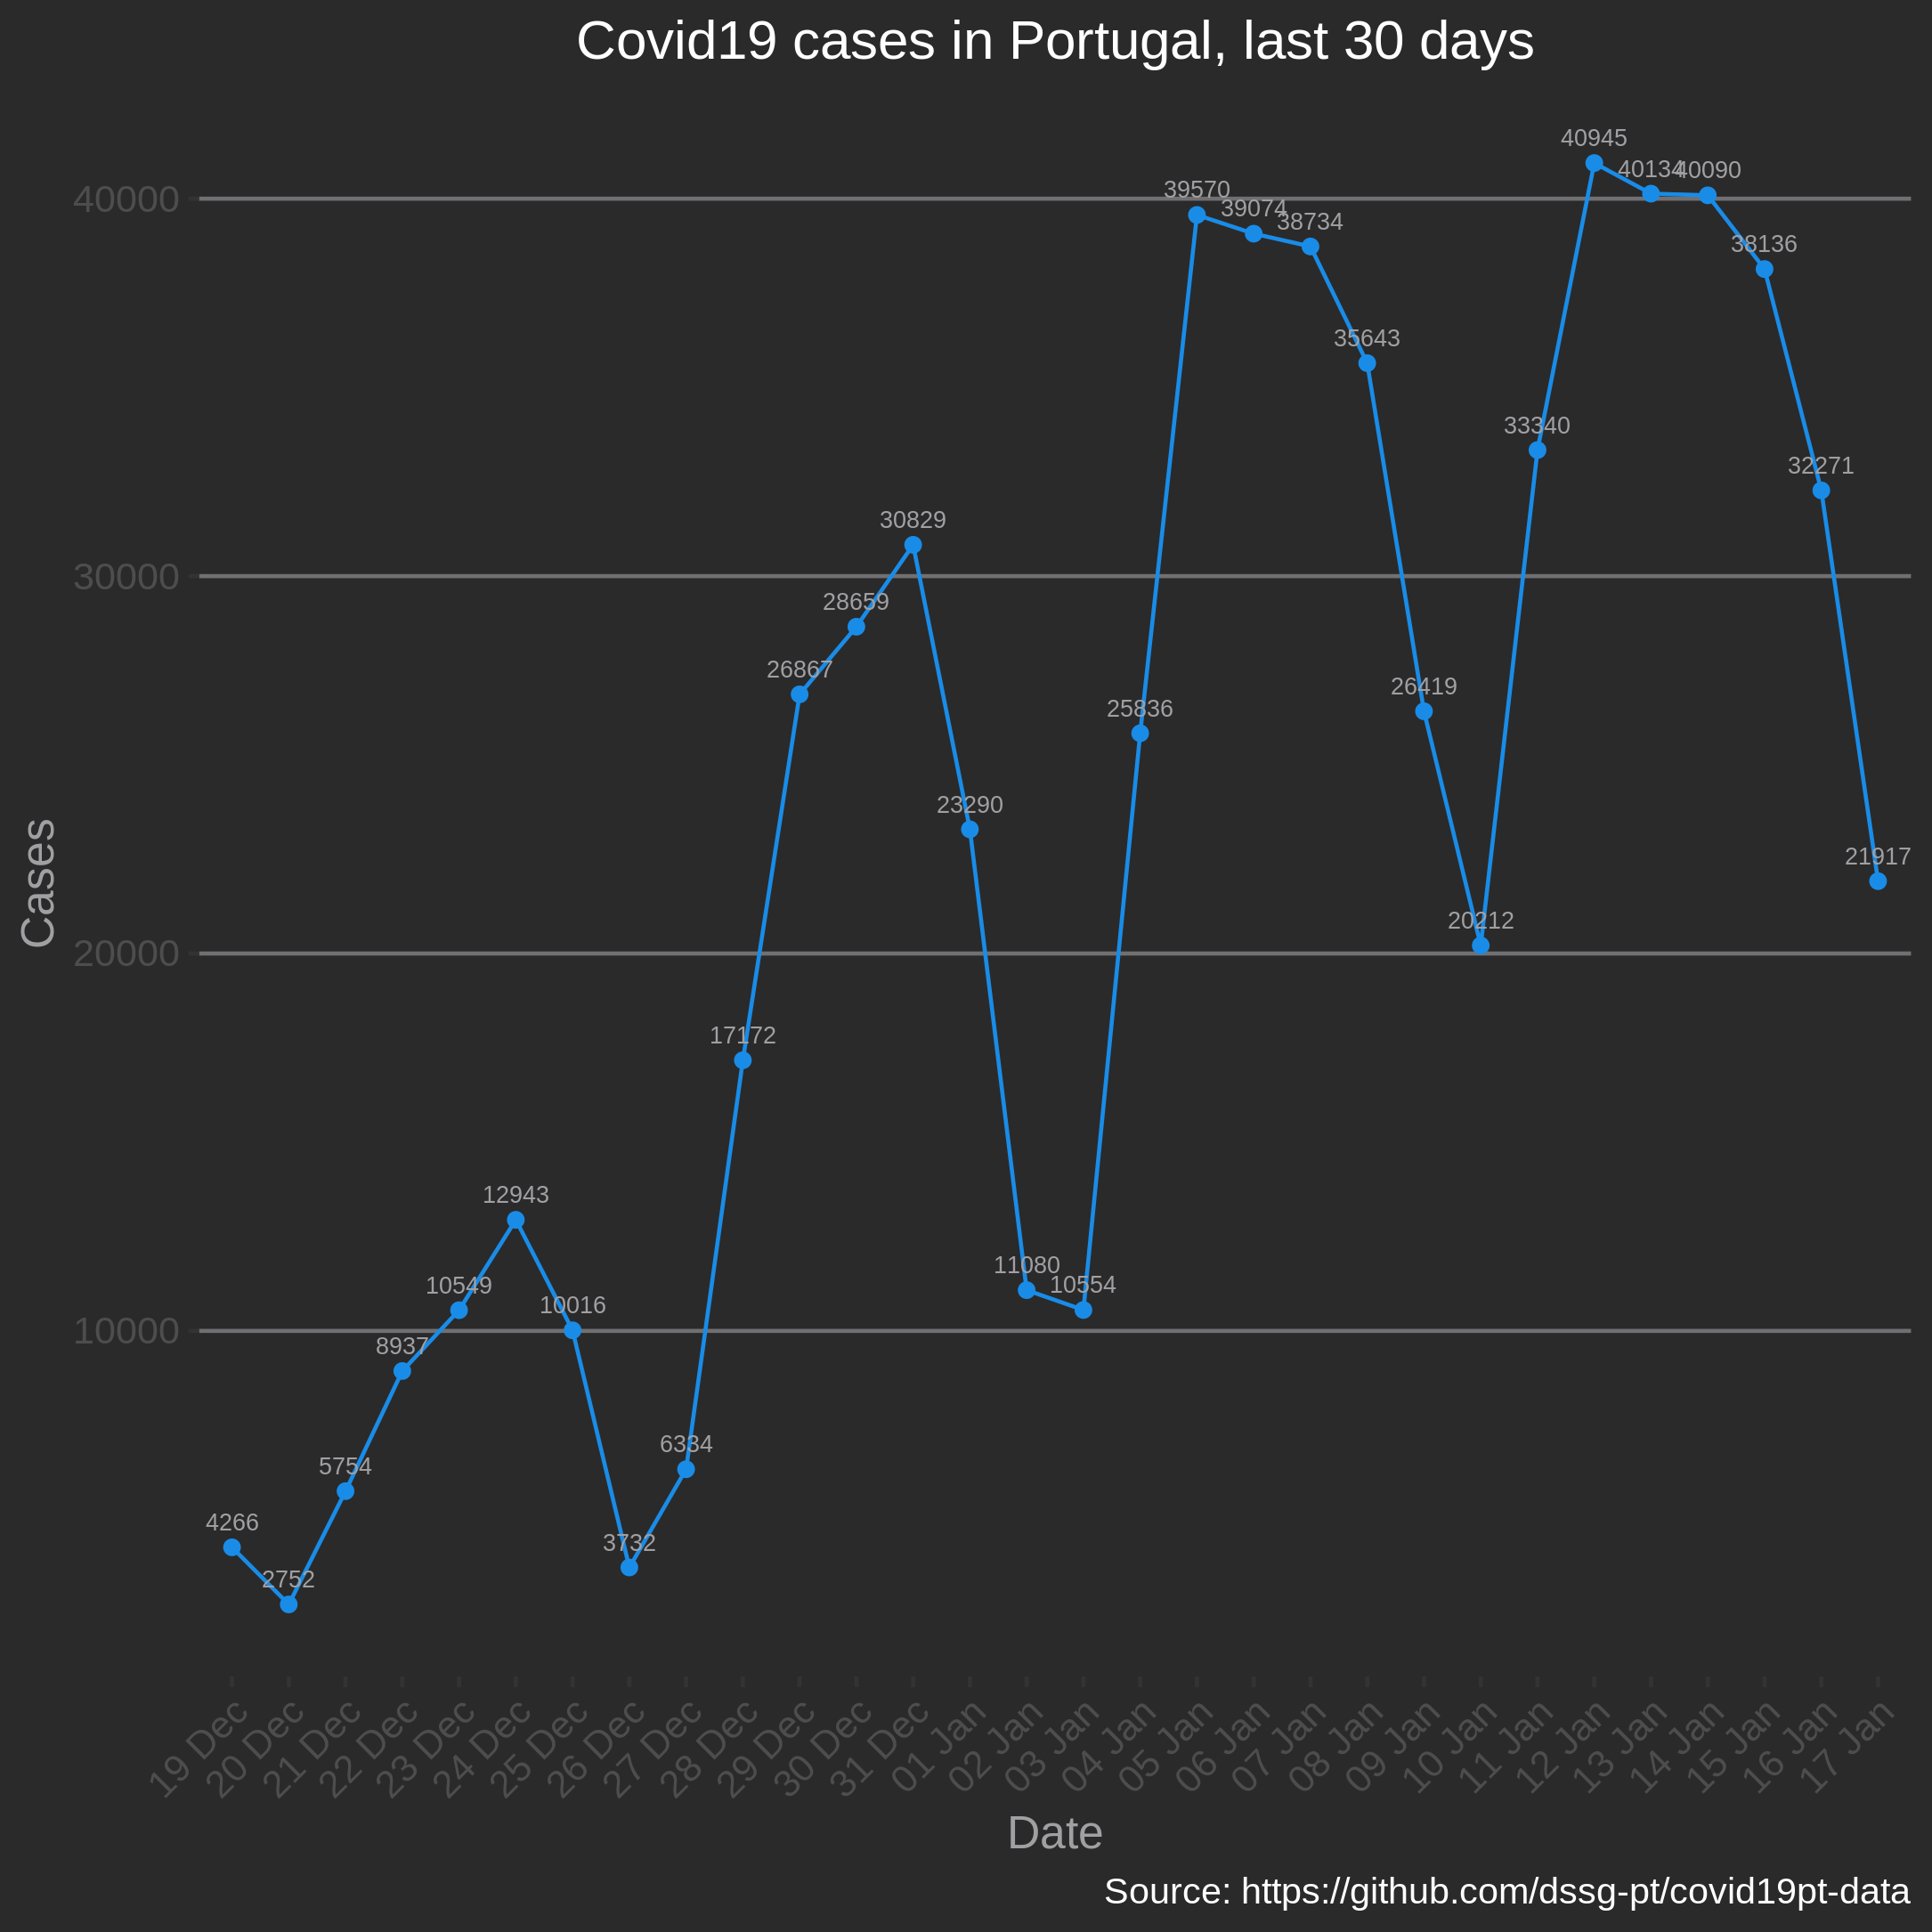 Covid19 cases in Portugal, last 30 days
40000
30000
20000
10000
Cases
4266
2752
5754
8937
10549
12943
10016
3732
6334
17172
26867
28659
30829
23290
11080
10554
25836
39570
39074
38734
35643
26419
20212
33340
40945
40134
40090
38136
32271
21917
19 Dec
20 Dec
21 Dec
22 Dec
23 Dec
24 Dec
25 Dec
26 Dec
27 Dec
28 Dec
29 Dec
30 Dec
31 Dec
01 Jan
02 Jan
03 Jan
04 Jan
05 Jan
06 Jan
07 Jan
08 Jan
09 Jan
10 Jan
11 Jan
12 Jan
13 Jan
14 Jan
15 Jan
16 Jan
17 Jan
Date
Source: https://github.com/dssg-pt/covid19pt-data